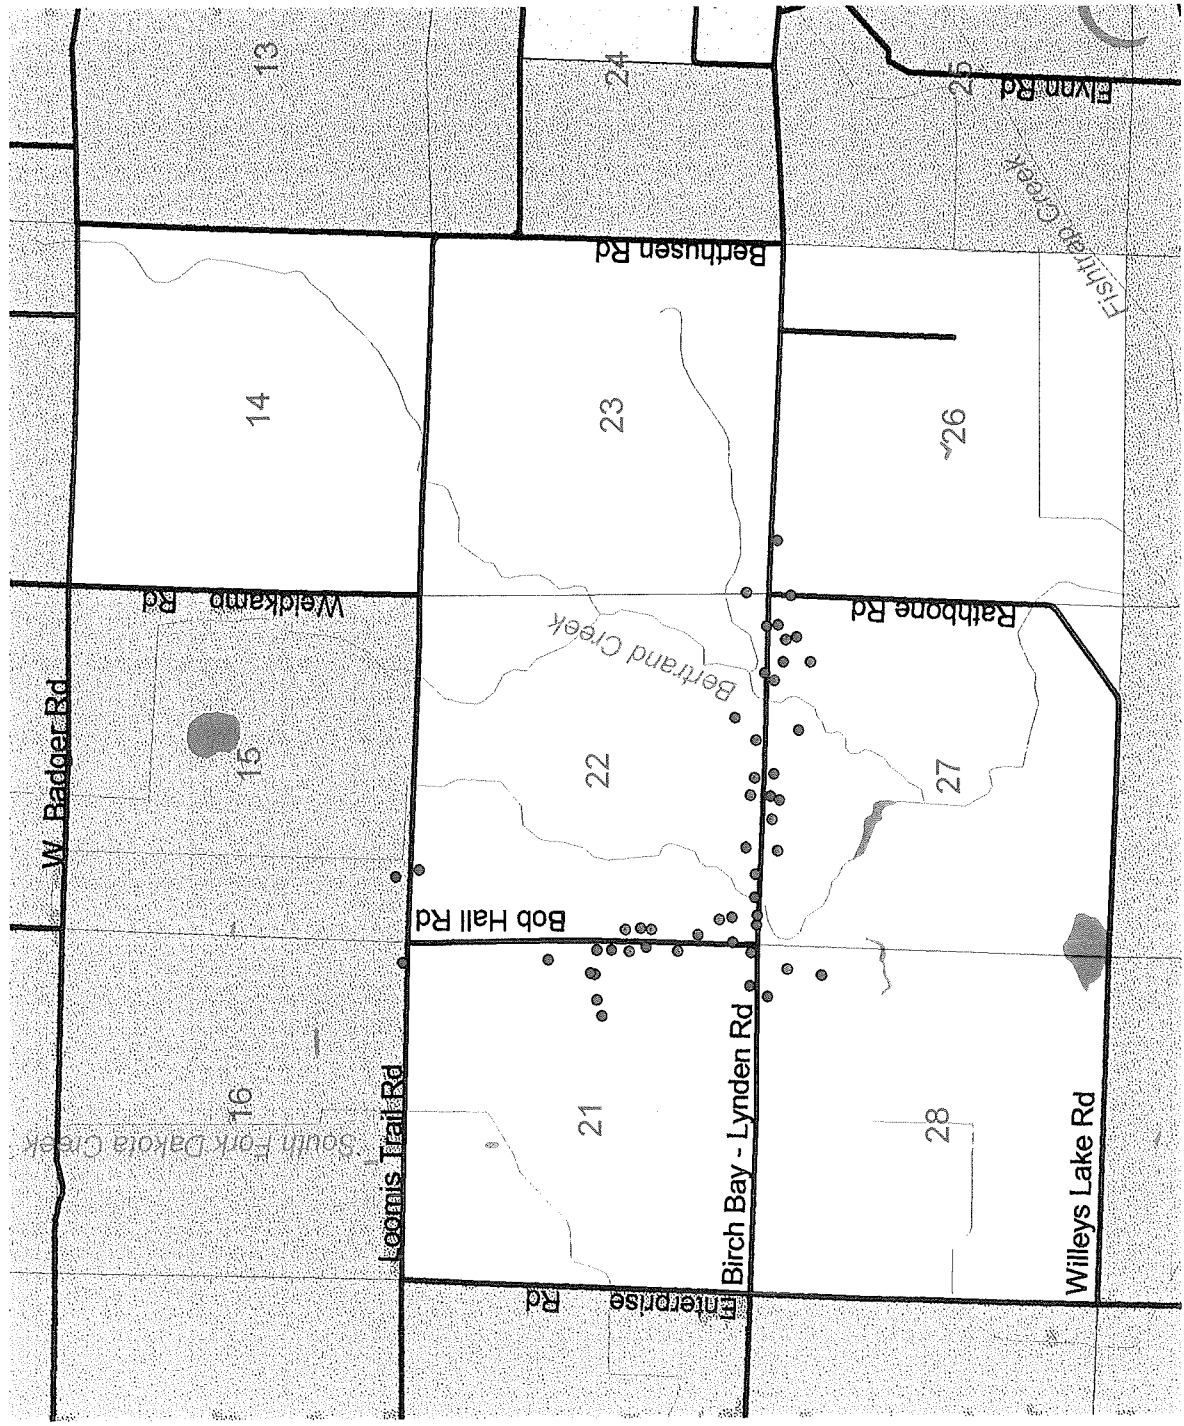 W. Badger Rd
13
14
15
16
South Fork Dakota Creek
Weldkamp Rd
Loomis Trail Rd
24
23
22
21
Berthusen Rd
Bertrand Creek
Bob Hall Rd
Enterprise Rd
Birch Bay - Lynden Rd
25
26
27
28
Flynn Rd
Fishtrap Creek
Rathbone Rd
Willeys Lake Rd